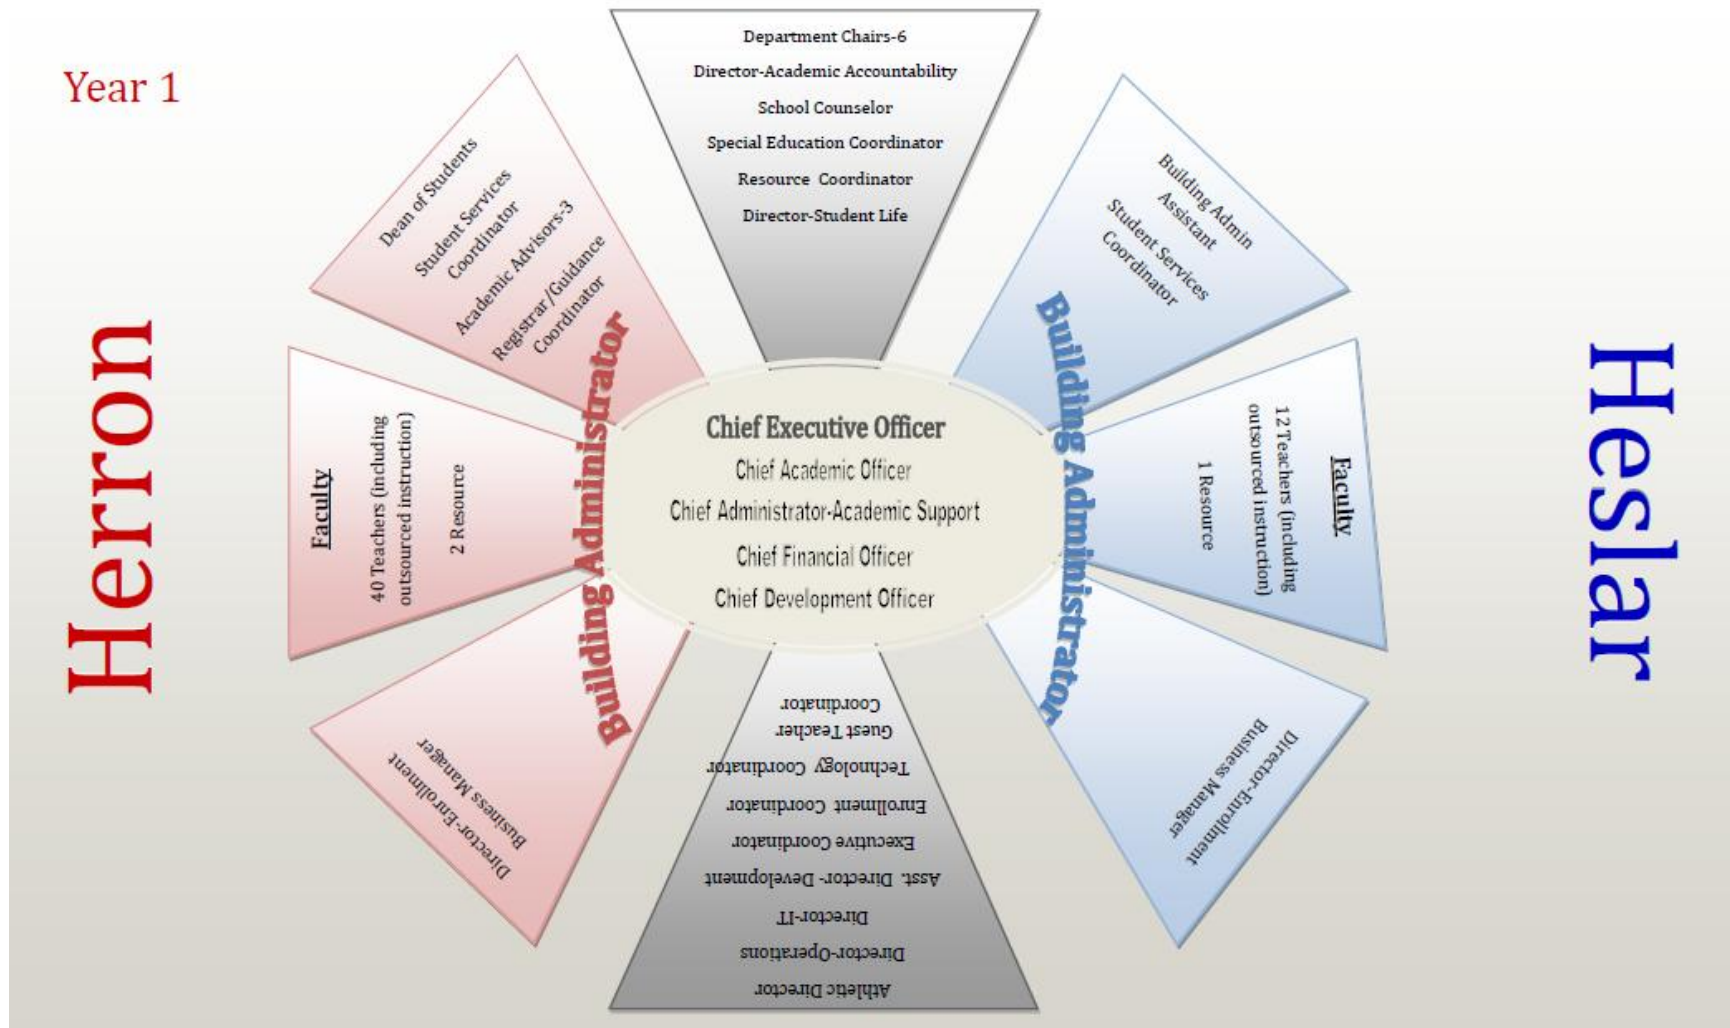 Year 1
Herron
Heslar
Department Chairs-6
Director-Academic Accountability
School Counselor
Special Education Coordinator
Resource Coordinator
Director-Student Life
Dean of Students
Student Services
Coordinator
Academic Advisors-3
Registrar/Guidance
Coordinator
Building Admin
Assistant
Student Services
Coordinator
Building Administrator
Building Administrator
Faculty
40 Teachers (including
outsourced instruction)
2 Resource
Chief Executive Officer
Chief Academic Officer
Chief Administrator-Academic Support
Chief Financial Officer
Chief Development Officer
Faculty
12 Teachers (including
outsourced instruction)
1 Resource
Director-Enrollment
Business Manager
Athletic Director
Director-Operations
Director-IT
Asst. Director- Development
Executive Coordinator
Enrollment Coordinator
Technology Coordinator
Guest Teacher
Coordinator
Director-Enrollment
Business Manager